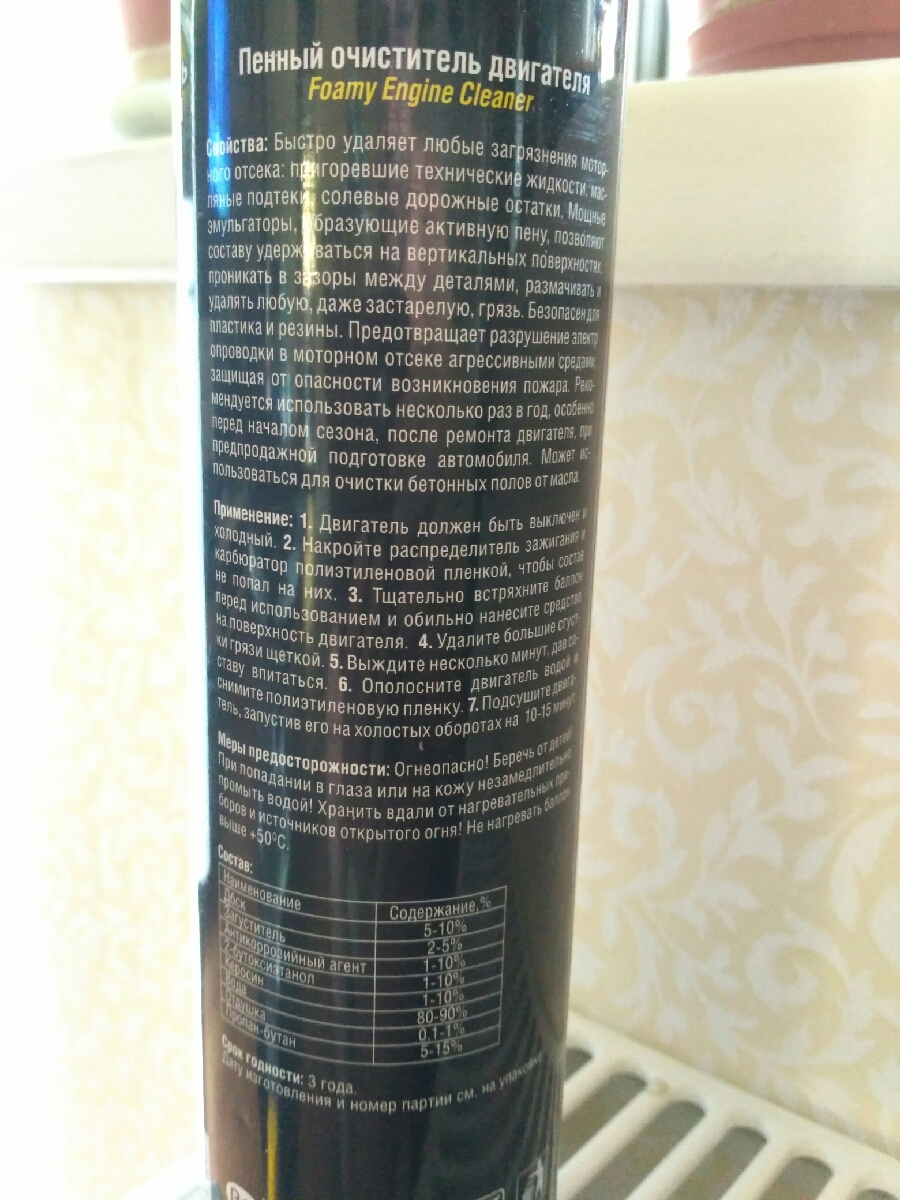 Пенный очиститель двигателя
Foamy Engine Cleaner
Свойства: Быстро удаляет любые загрязнения мотор-
ного отсека: пригоревшие технические жидкости, мас-
ляные подтеки, солевые дорожные остатки. Мощные
эмульгаторы, образующие активную пену, позволяют
составу удерживаться на вертикальных поверхностях,
проникать в зазоры между деталями, размачивать и
удалять любую, даже застарелую, грязь. Безопасен для
пластика и резины. Предотвращает разрушение электр
опроводки в моторном отсеке агрессивными средами,
защищая от опасности возникновения пожара. Реко-
мендуется использовать несколько раз в год, особенно
перед началом сезона, после ремонта двигателя, при
предпродажной подготовке автомобиля. Может ис-
пользоваться для очистки бетонных полов от масла.
Применение: 1. Двигатель должен быть выключен и
холодный. 2. Накройте распределитель зажигания и
карбюратор полиэтиленовой пленкой, чтобы состав
не попал на них. 3. Тщательно встряхните баллон
перед использованием и обильно нанесите средство
на поверхность двигателя. 4. Удалите большие сгуст-
ки грязи щеткой. 5. Выждите несколько минут, дав со-
ставу впитаться. 6. Ополосните двигатель водой и
снимите полиэтиленовую пленку. 7. Подсушите двига-
тель, запустив его на холостых оборотах на 10-15 минут.
Меры предосторожности: Огнеопасно! Беречь от детей!
При попадании в глаза или на кожу незамедлительно
промыть водой! Хранить вдали от нагревательных при-
боров и источников открытого огня! Не нагревать баллон
выше +50°С.
Состав:
Наименование Содержание,%
Лбск 5-10%
Загуститель 2-5%
Антикоррозийный агент 1-10%
2-бутоксиэтанол 1-10%
Керосин 1-10%
Вода 80-90%
Отдушка 0,1-1%
Пропан-бутан 5-15%
Срок годности: 3 года.
Дату изготовления и номер партии см. на упаковке